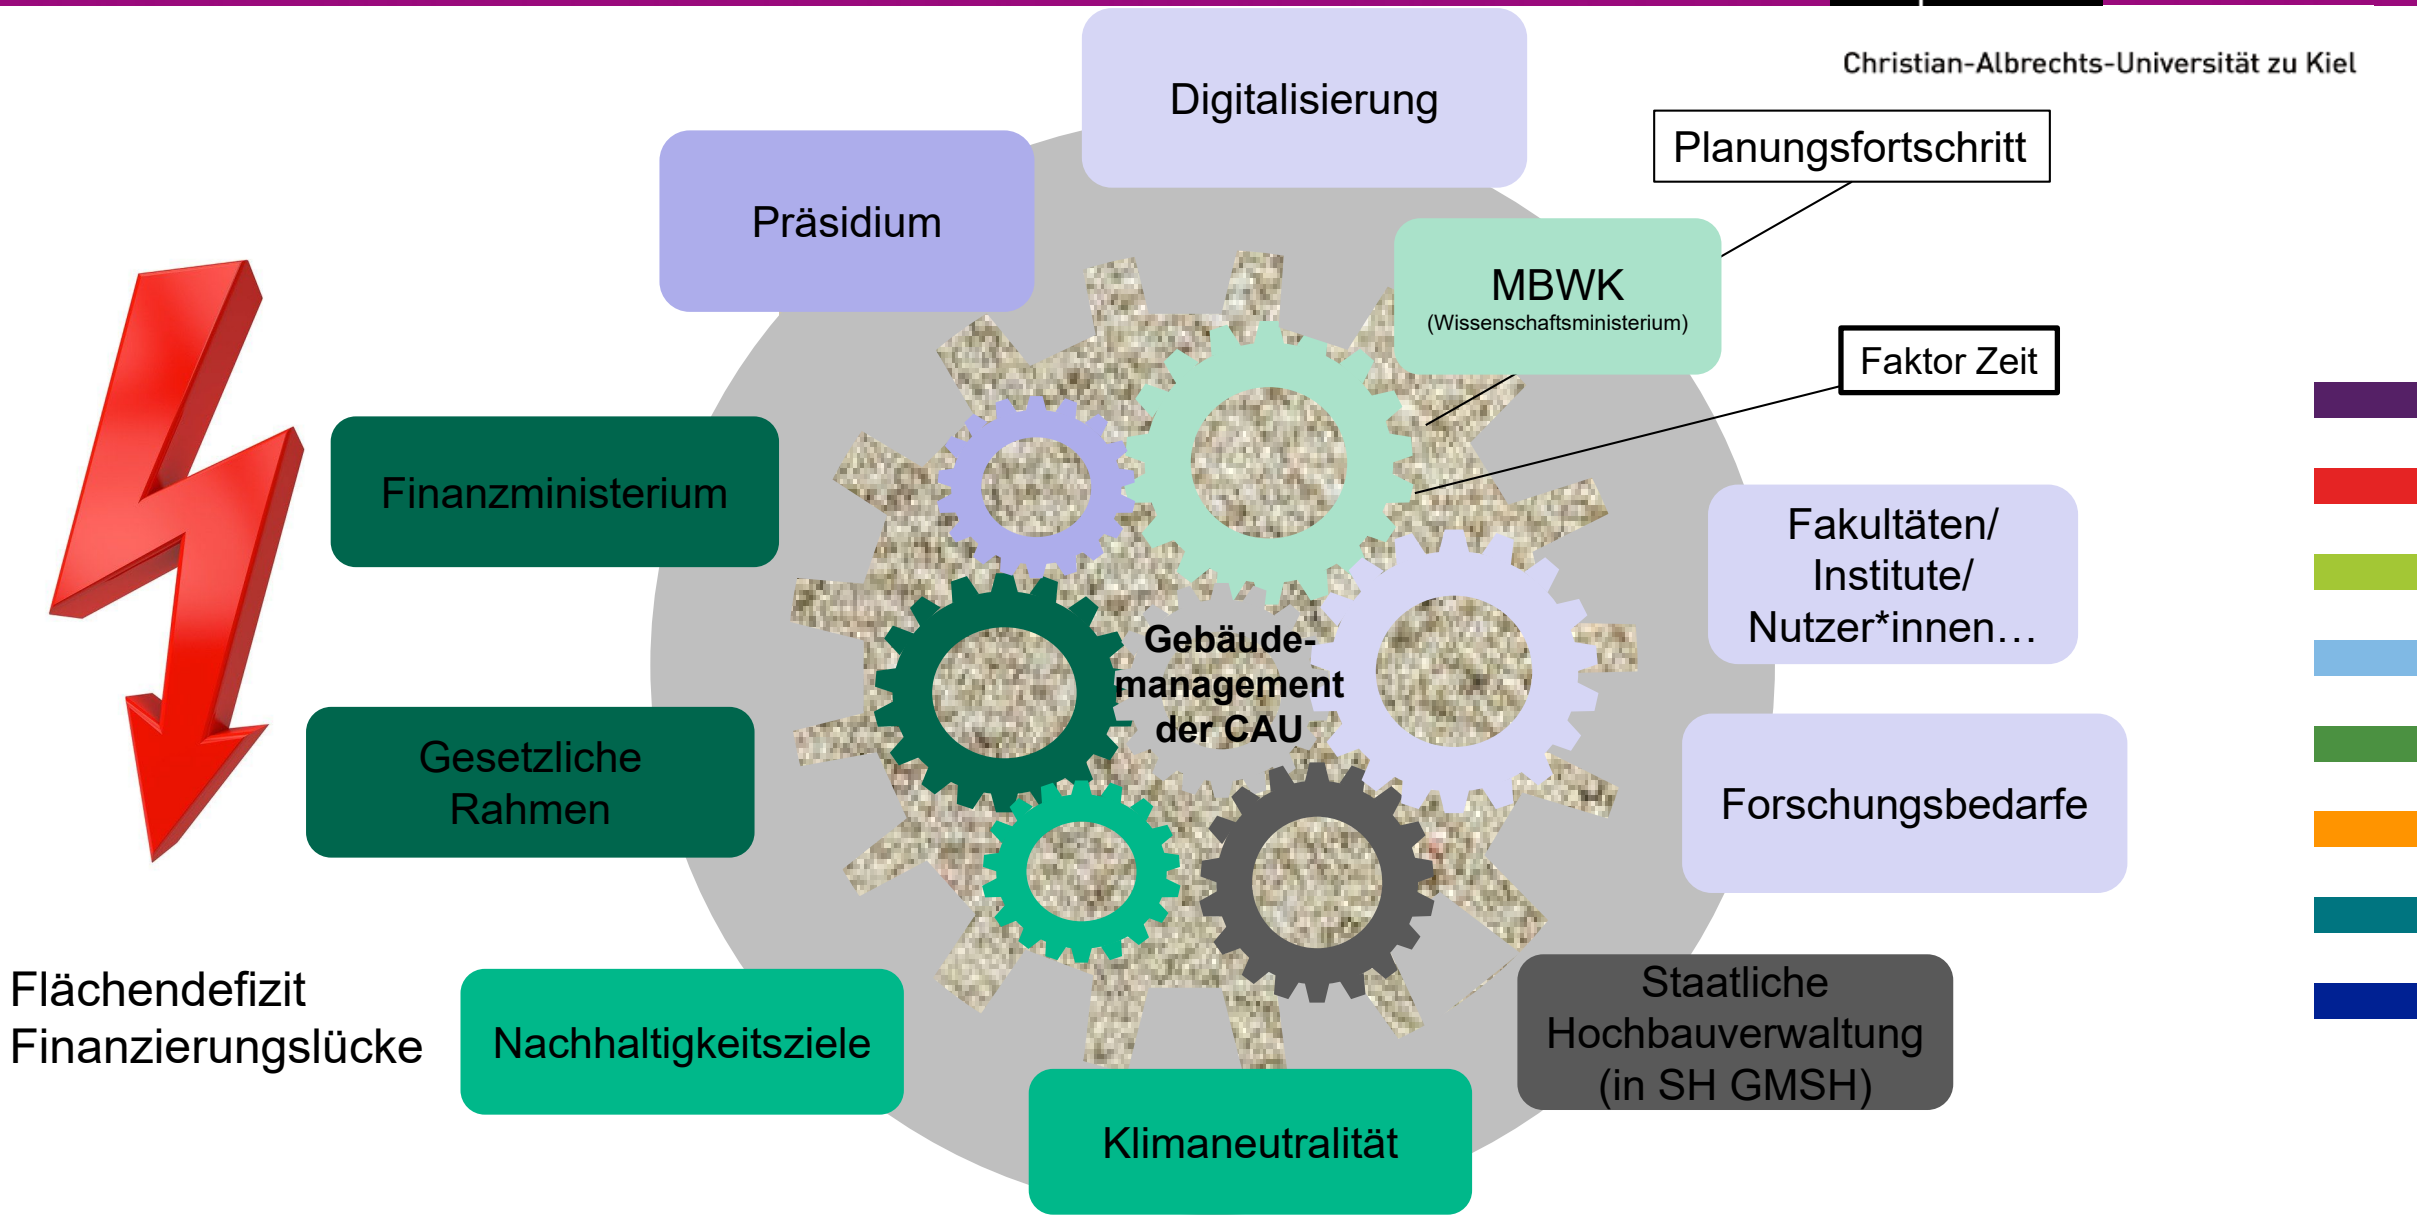 Christian-Albrechts-Universität zu Kiel
Digitalisierung
Planungsfortschritt
Präsidium
MBWK
(Wissenschaftsministerium)
Faktor Zeit
Finanzministerium
Fakultäten/
Institute/
Nutzer*innen…
Gebäude-
management
der CAU
Gesetzliche
Rahmen
Forschungsbedarfe
Flächendefizit
Finanzierungslücke
Nachhaltigkeitsziele
Staatliche
Hochbauverwaltung
(in SH GMSH)
Klimaneutralität